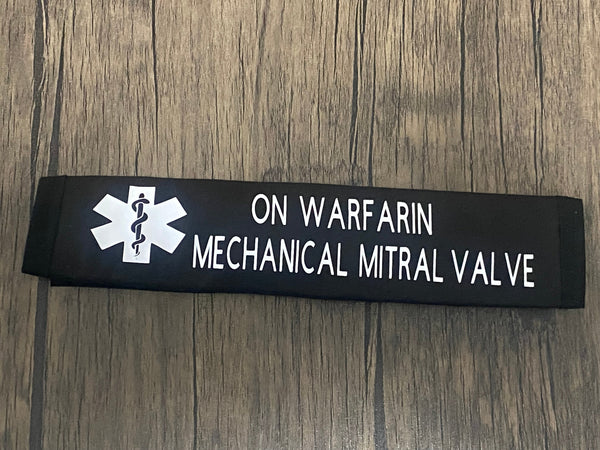 ON WARFARIN
MECHANICAL MITRAL VALVE